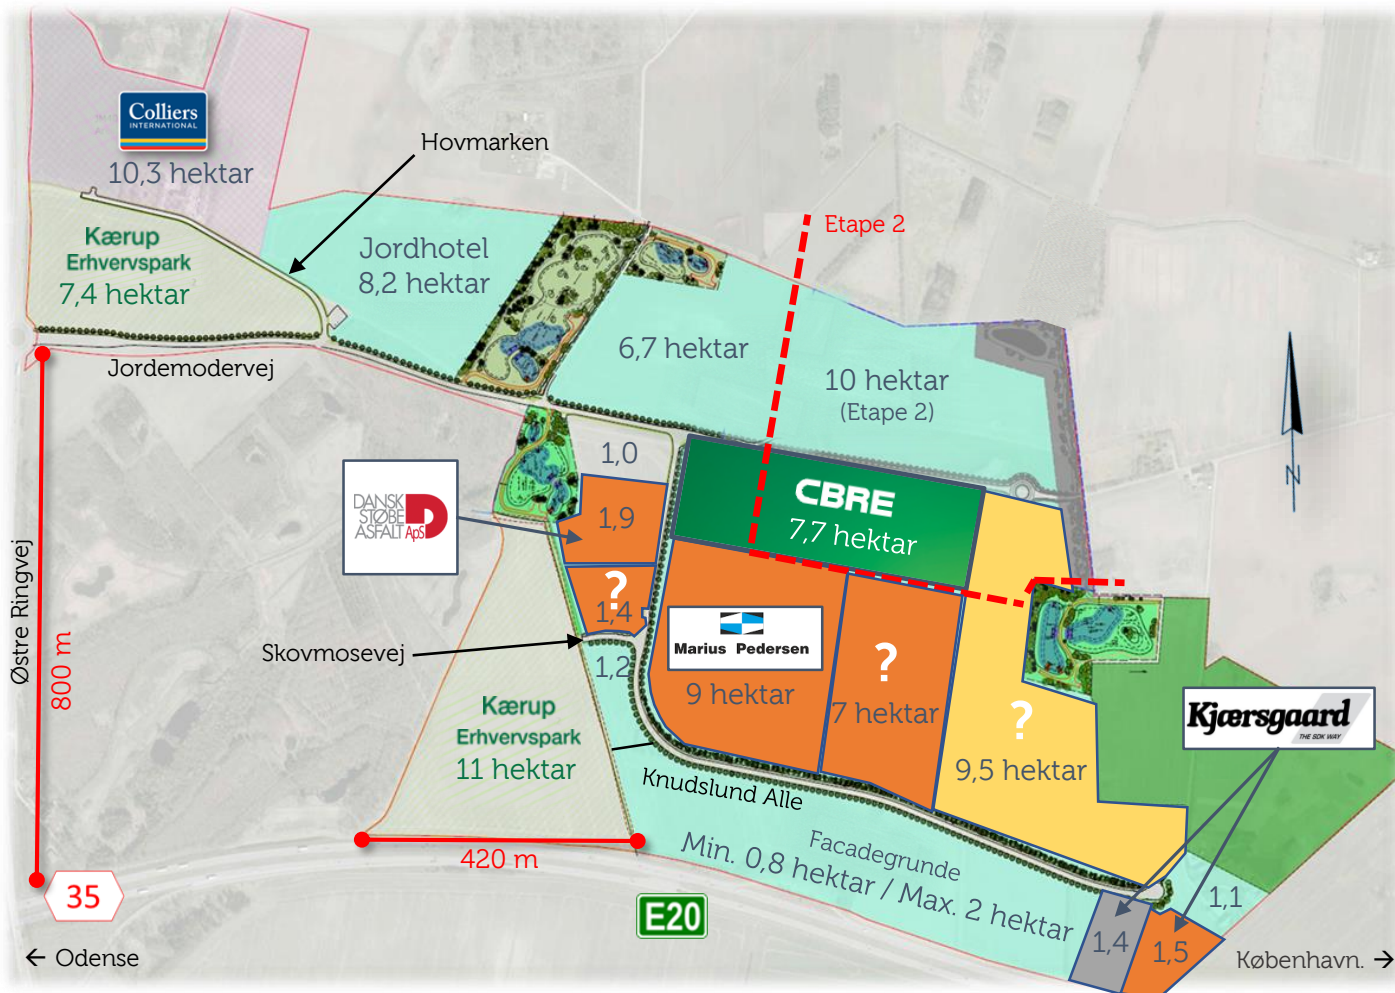 Colliers
INTERNATIONAL
10,3 hektar
Hovmarken
Kærup
Erhvervspark
7,4 hektar
Jordhotel
8,2 hektar
Etape 2
6,7 hektar
10 hektar
(Etape 2)
Jordemodervej
1,0
DANSK
STØBE
ASFALT ApS
1,9
CBRE
7,7 hektar
?
1,4
Østre Ringvej
800 m
Skovmosevej
1,2
Marius Pedersen
9 hektar
?
7 hektar
?
9,5 hektar
Kjærsgaard
THE SDK WAY
Kærup
Erhvervspark
11 hektar
Knudslund Alle
Facadegrunde
Min. 0,8 hektar / Max. 2 hektar
420 m
35
E20
1,1
1,4
1,5
← Odense
København. →
N